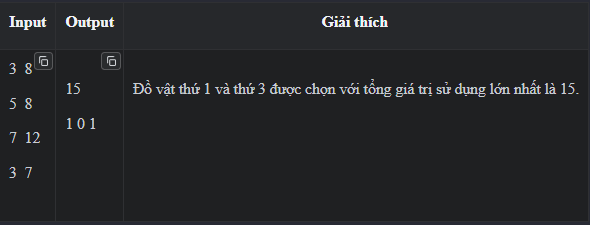 Input Output Giải thích
3 8
5 8
7 12
3 7
15
1 0 1
Đồ vật thứ 1 và thứ 3 được chọn với tổng giá trị sử dụng lớn nhất là 15.